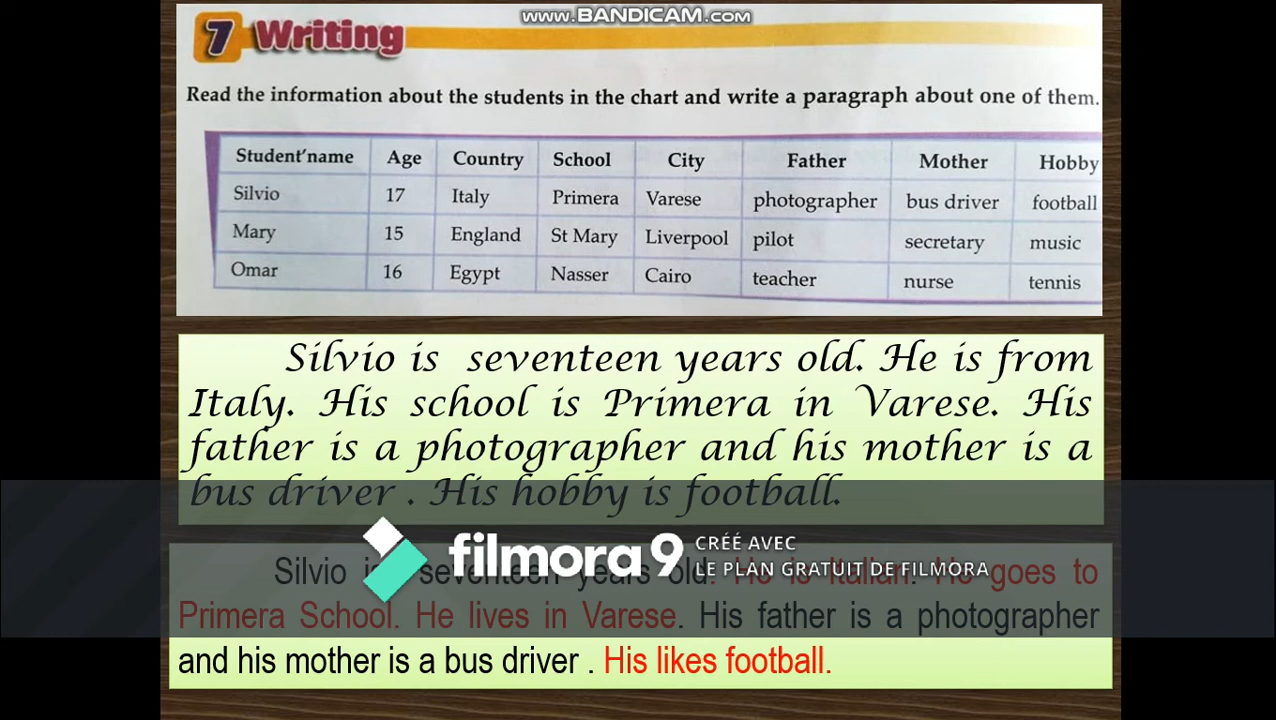 www.BANDICAM.com
7 Writing
Read the information about the students in the chart and write a paragraph about one of them.
Student'name Age Country School City Father Mother Hobby
Silvio 17 Italy Primera Varese photographer bus driver football
Mary 15 England St Mary Liverpool pilot secretary music
Omar 16 Egypt Nasser Cairo teacher nurse tennis
Silvio is seventeen years old. He is from
Italy. His school is Primera in Varese. His
father is a photographer and his mother is a
bus driver . His hobby is football.
filmora9 CRÉÉ AVEC
LE PLAN GRATUIT DE FILMORA
Silvio is seventeen years old. He is Italian. He goes to
Primera School. He lives in Varese. His father is a photographer
and his mother is a bus driver . His likes football.